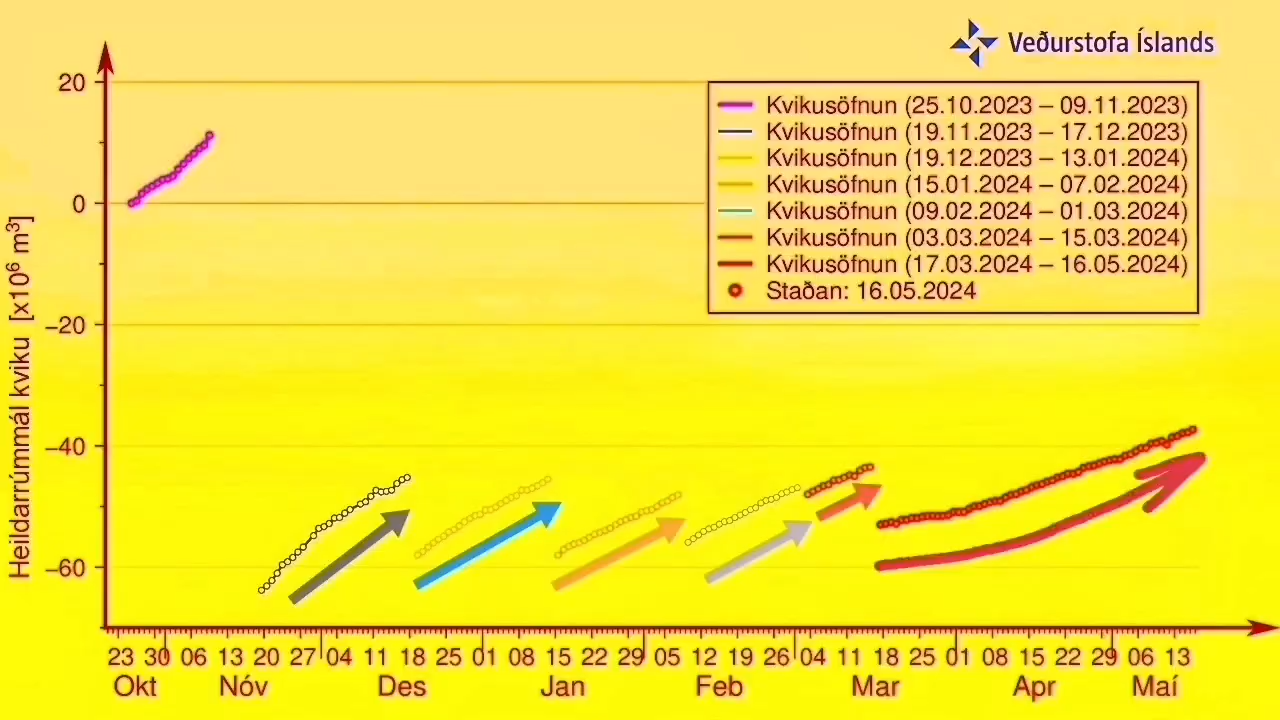 Veðurstofa Íslands
Kvikusöfnun (25.10.2023 – 09.11.2023)
Kvikusöfnun (19.11.2023 – 17.12.2023)
Kvikusöfnun (19.12.2023 – 13.01.2024)
Kvikusöfnun (15.01.2024 – 07.02.2024)
Kvikusöfnun (09.02.2024 – 01.03.2024)
Kvikusöfnun (03.03.2024 – 15.03.2024)
Kvikusöfnun (17.03.2024 – 16.05.2024)
Staðan: 16.05.2024
Heildarrúmmál kviku [x10⁶ m³]
20
0
−20
−40
−60
23 30 06 13 20 27 04 11 18 25 01 08 15 22 29 05 12 19 26 04 11 18 25 01 08 15 22 29 06 13
Okt Nóv Des Jan Feb Mar Apr Maí